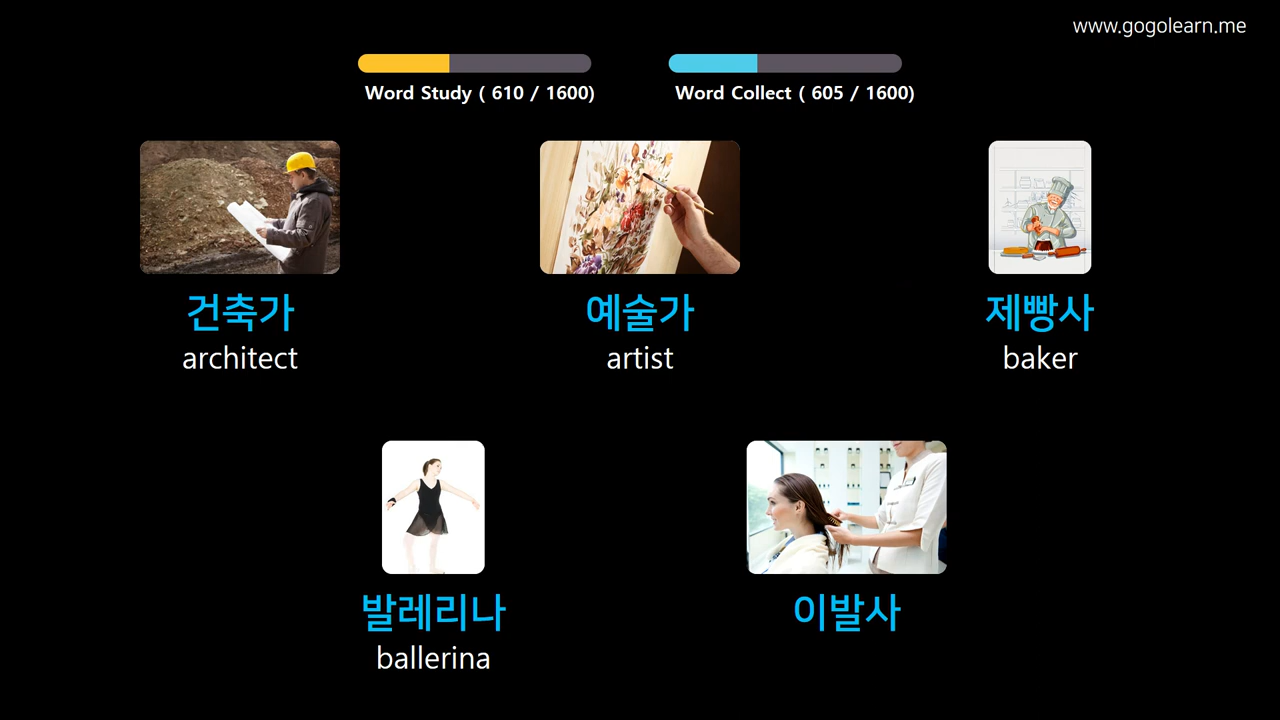 www.gogolearn.me
Word Study ( 610 / 1600)
Word Collect ( 605 / 1600)
건축가
architect
예술가
artist
제빵사
baker
발레리나
ballerina
이발사